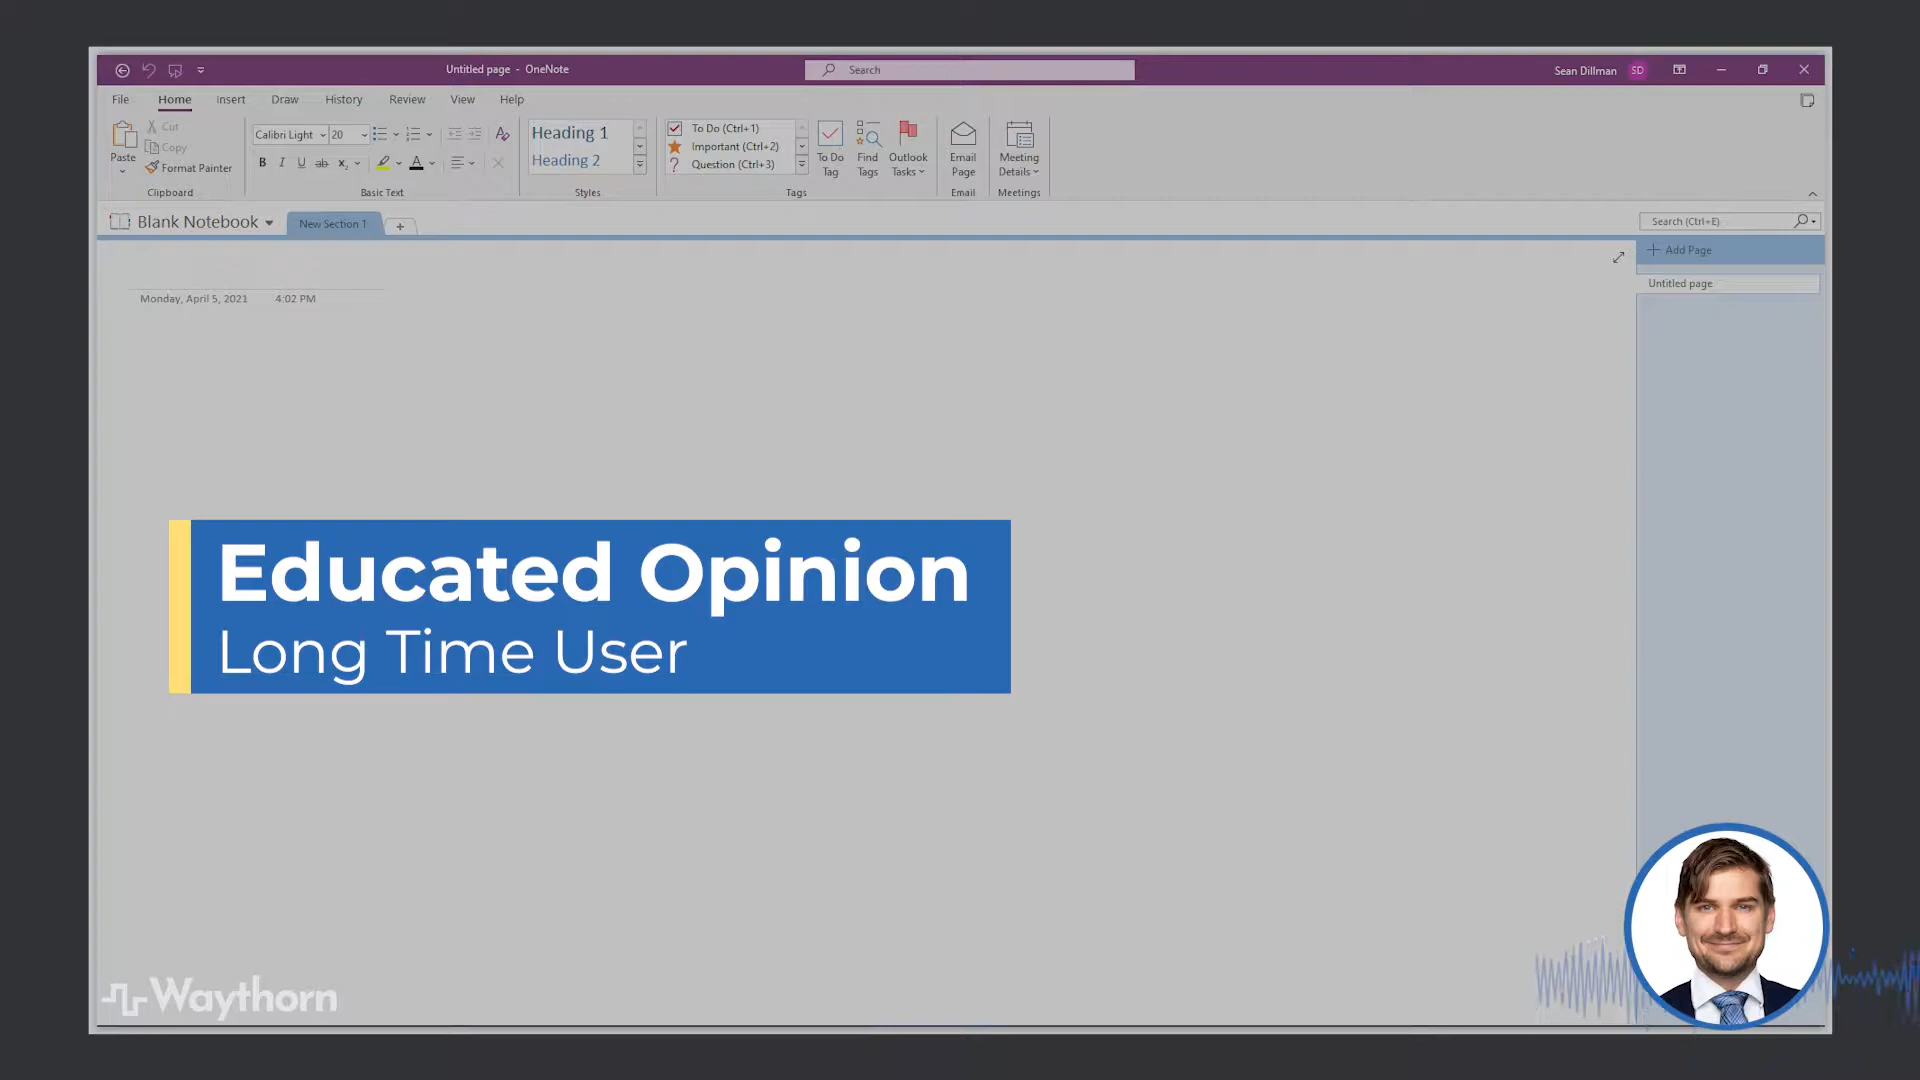 Untitled page - OneNote
Search
Sean Dillman
SD
File
Home
Insert
Draw
History
Review
View
Help
Paste
Cut
Copy
Format Painter
Clipboard
Calibri Light
20
B
I
U
ab
Basic Text
Heading 1
Heading 2
Styles
To Do (Ctrl+1)
Important (Ctrl+2)
Question (Ctrl+3)
Tags
To Do
Tag
Find
Tags
Outlook
Tasks
Email
Page
Email
Meeting
Details
Meetings
Blank Notebook
New Section 1
Search (Ctrl+E)
Add Page
Untitled page
Monday, April 5, 2021
4:02 PM
Educated Opinion
Long Time User
Waythorn